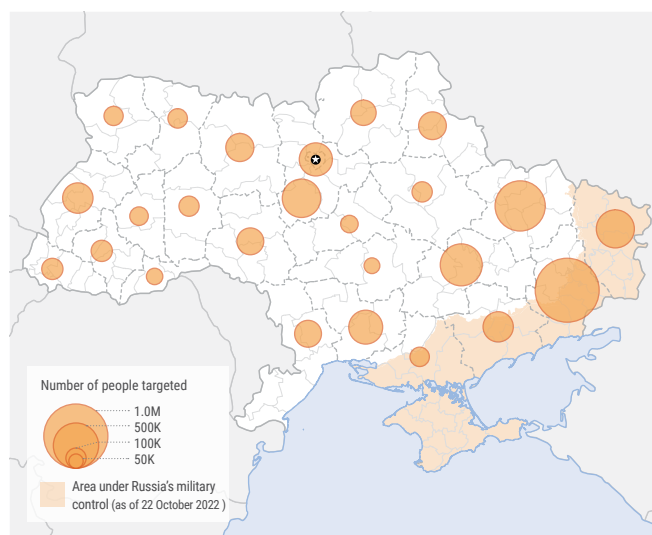 Number of people targeted
1.0M
500K
100K
50K
Area under Russia's military
control (as of 22 October 2022 )